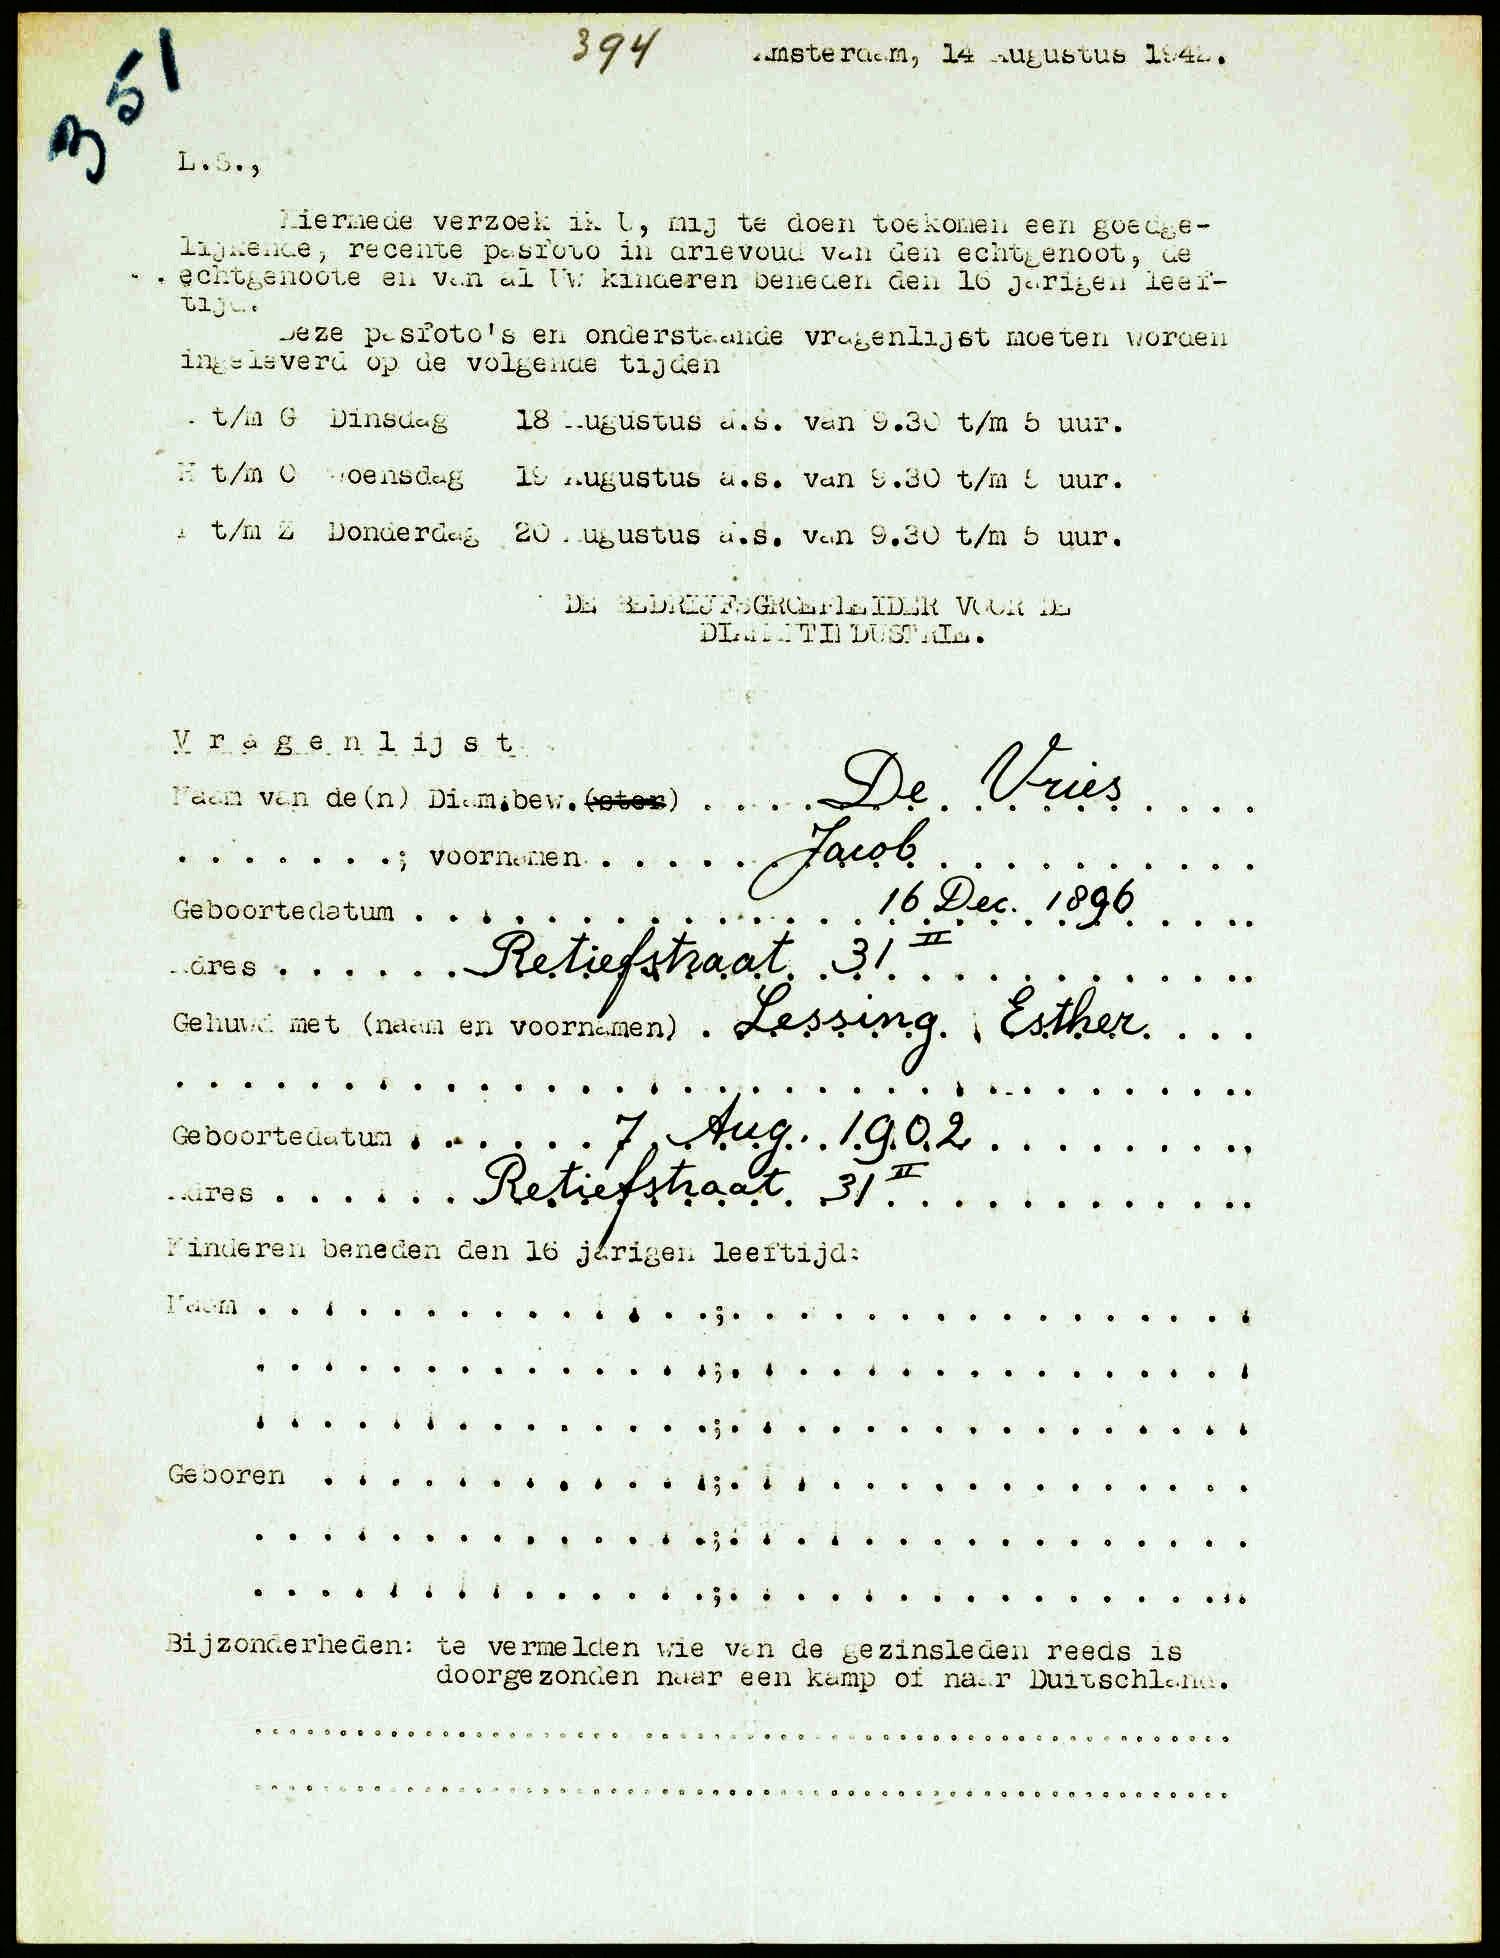 394 Amsterdam, 14 Augustus 1942.
351
L.S.,
Hiermede verzoek ik U, mij te doen toekomen een goedge-
lijkende, recente pasfoto in drievoud van den echtgenoot, de
echtgenoote en van al Uw kinderen beneden den 16 jarigen leef-
tijd.
Deze pasfoto's en onderstaande vragenlijst moeten worden
ingeleverd op de volgende tijden
A t/m G Dinsdag 18 Augustus a.s. van 9.30 t/m 5 uur.
H t/m O Woensdag 19 Augustus a.s. van 9.30 t/m 5 uur.
P t/m Z Donderdag 20 Augustus a.s. van 9.30 t/m 5 uur.
DE BEDRIJFSGROEPLEIDER VOOR DE
DIAMANTINDUSTRIE.
Vragenlijst
Naam van de(n) Diam.bew.(ster) . . . . De Vries . . . .
. . . . . . . ; voornamen . . . . . . Jacob . . . . . . . . . .
Geboortedatum . . . . . . . . . . . . . . 16 Dec. 1896 . . . .
Adres . . . . . . Retiefstraat 31 II . . . . . . . . . . .
Gehuwd met (naam en voornamen) . Lessing Esther . . . .
. . . . . . . . . . . . . . . . . . . . . . . . . . . . . . . .
Geboortedatum . . . . . . 7 Aug. 1902 . . . . . . . . .
Adres . . . . . . Retiefstraat 31 II . . . . . . . . . . .
Kinderen beneden den 16 jarigen leeftijd:
Naam . . . . . . . . . . . . . . ; . . . . . . . . . . . . . . . .
. . . . . . . . . . . . . . ; . . . . . . . . . . . . . . . .
. . . . . . . . . . . . . . ; . . . . . . . . . . . . . . . .
Geboren . . . . . . . . . . . . ; . . . . . . . . . . . . . . . .
. . . . . . . . . . . . . . ; . . . . . . . . . . . . . . . .
. . . . . . . . . . . . . . ; . . . . . . . . . . . . . . . .
Bijzonderheden: te vermelden wie van de gezinsleden reeds is
doorgezonden naar een kamp of naar Duitschland.
..........................................................
..........................................................